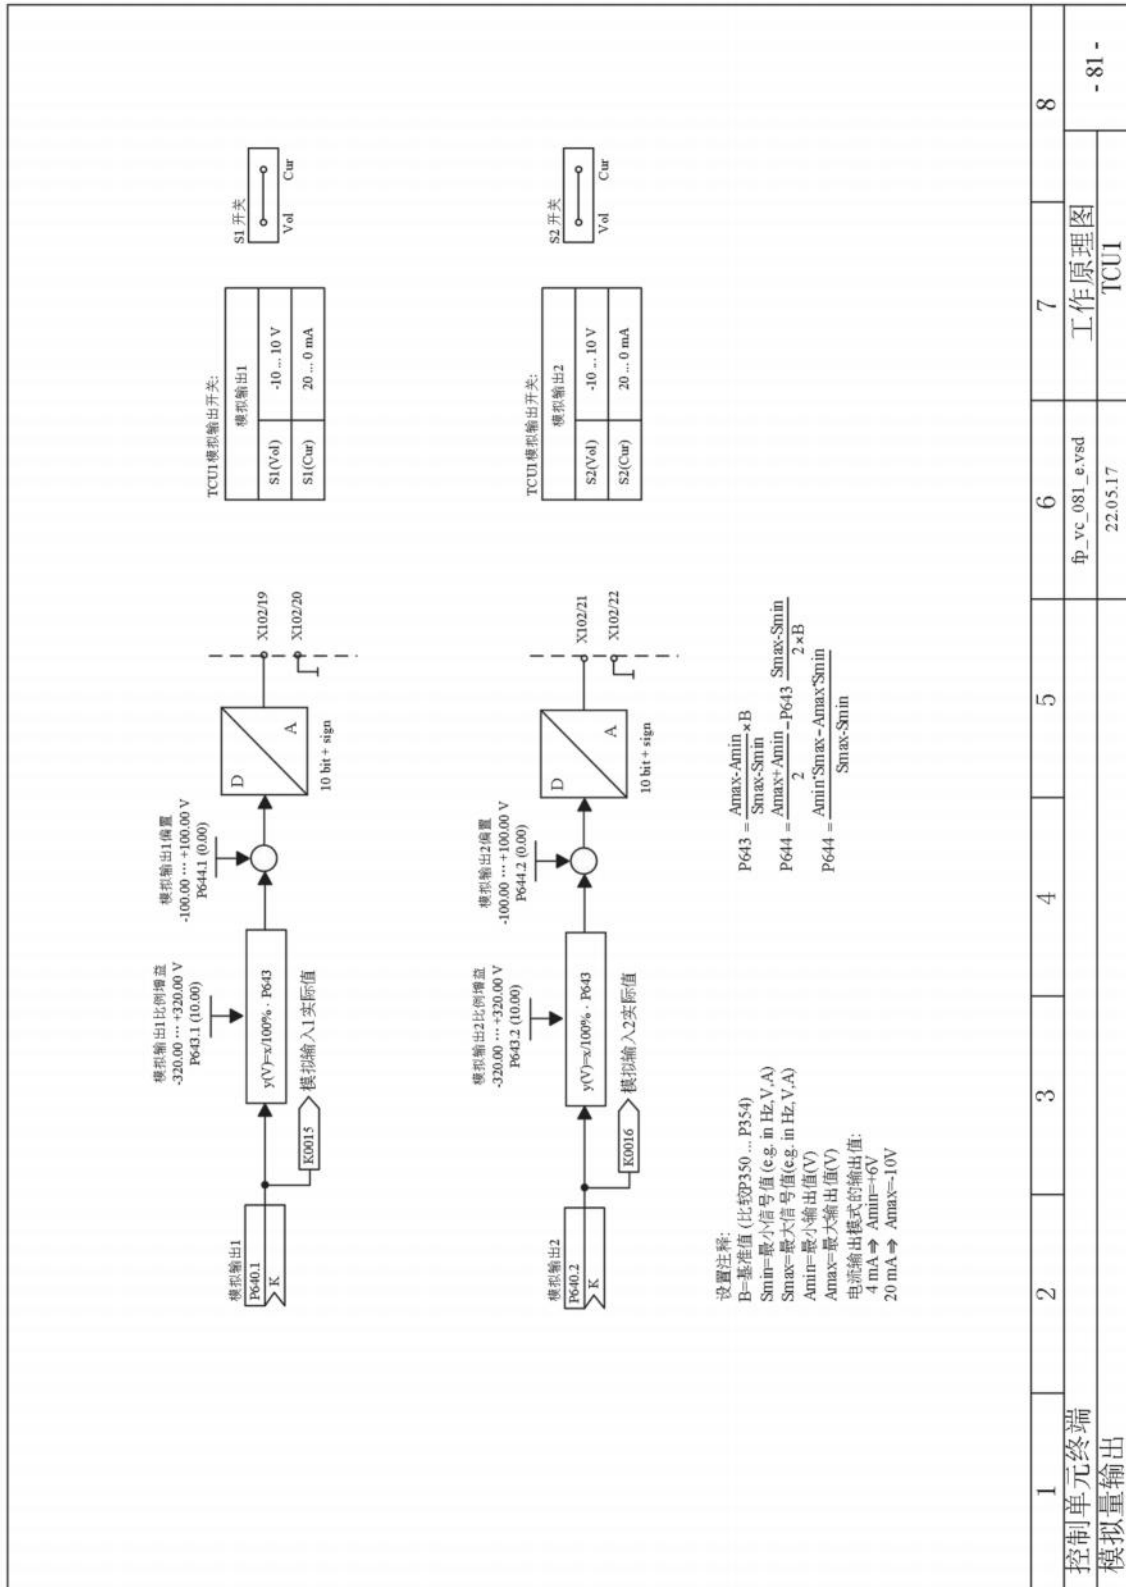 模拟输出1
P640.1
K
K0015
模拟输入1实际值
模拟输出1比例增益
-320.00 ··· +320.00 V
P643.1 (10.00)
y(V)=x/100% · P643
模拟输出1偏置
-100.00 ··· +100.00 V
P644.1 (0.00)
D
A
10 bit + sign
X102/19
X102/20
TCU1模拟输出开关:
模拟输出1
S1(Vol) -10 ... 10 V
S1(Cur) 20 ... 0 mA
S1 开关
Vol Cur
模拟输出2
P640.2
K
K0016
模拟输入2实际值
模拟输出2比例增益
-320.00 ··· +320.00 V
P643.2 (10.00)
y(V)=x/100% · P643
模拟输出2偏置
-100.00 ··· +100.00 V
P644.2 (0.00)
D
A
10 bit + sign
X102/21
X102/22
TCU1模拟输出开关:
模拟输出2
S2(Vol) -10 ... 10 V
S2(Cur) 20 ... 0 mA
S2 开关
Vol Cur
设置注释:
B=基准值 (比较P350 ... P354)
Smin=最小信号值 (e.g. in Hz,V,A)
Smax=最大信号值(e.g. in Hz,V,A)
Amin=最小输出值(V)
Amax=最大输出值(V)
电流输出模式的输出值:
4 mA ⇒ Amin=+6V
20 mA ⇒ Amax=-10V
P643 = Amax-Amin / Smax-Smin ×B
P644 = Amax+Amin / 2 -P643 Smax-Smin / 2×B
P644 = Amin*Smax-Amax*Smin / Smax-Smin
1 2 3 4 5 6 7 8
控制单元终端 fp_vc_081_e.vsd 工作原理图 - 81 -
模拟量输出 22.05.17 TCU1